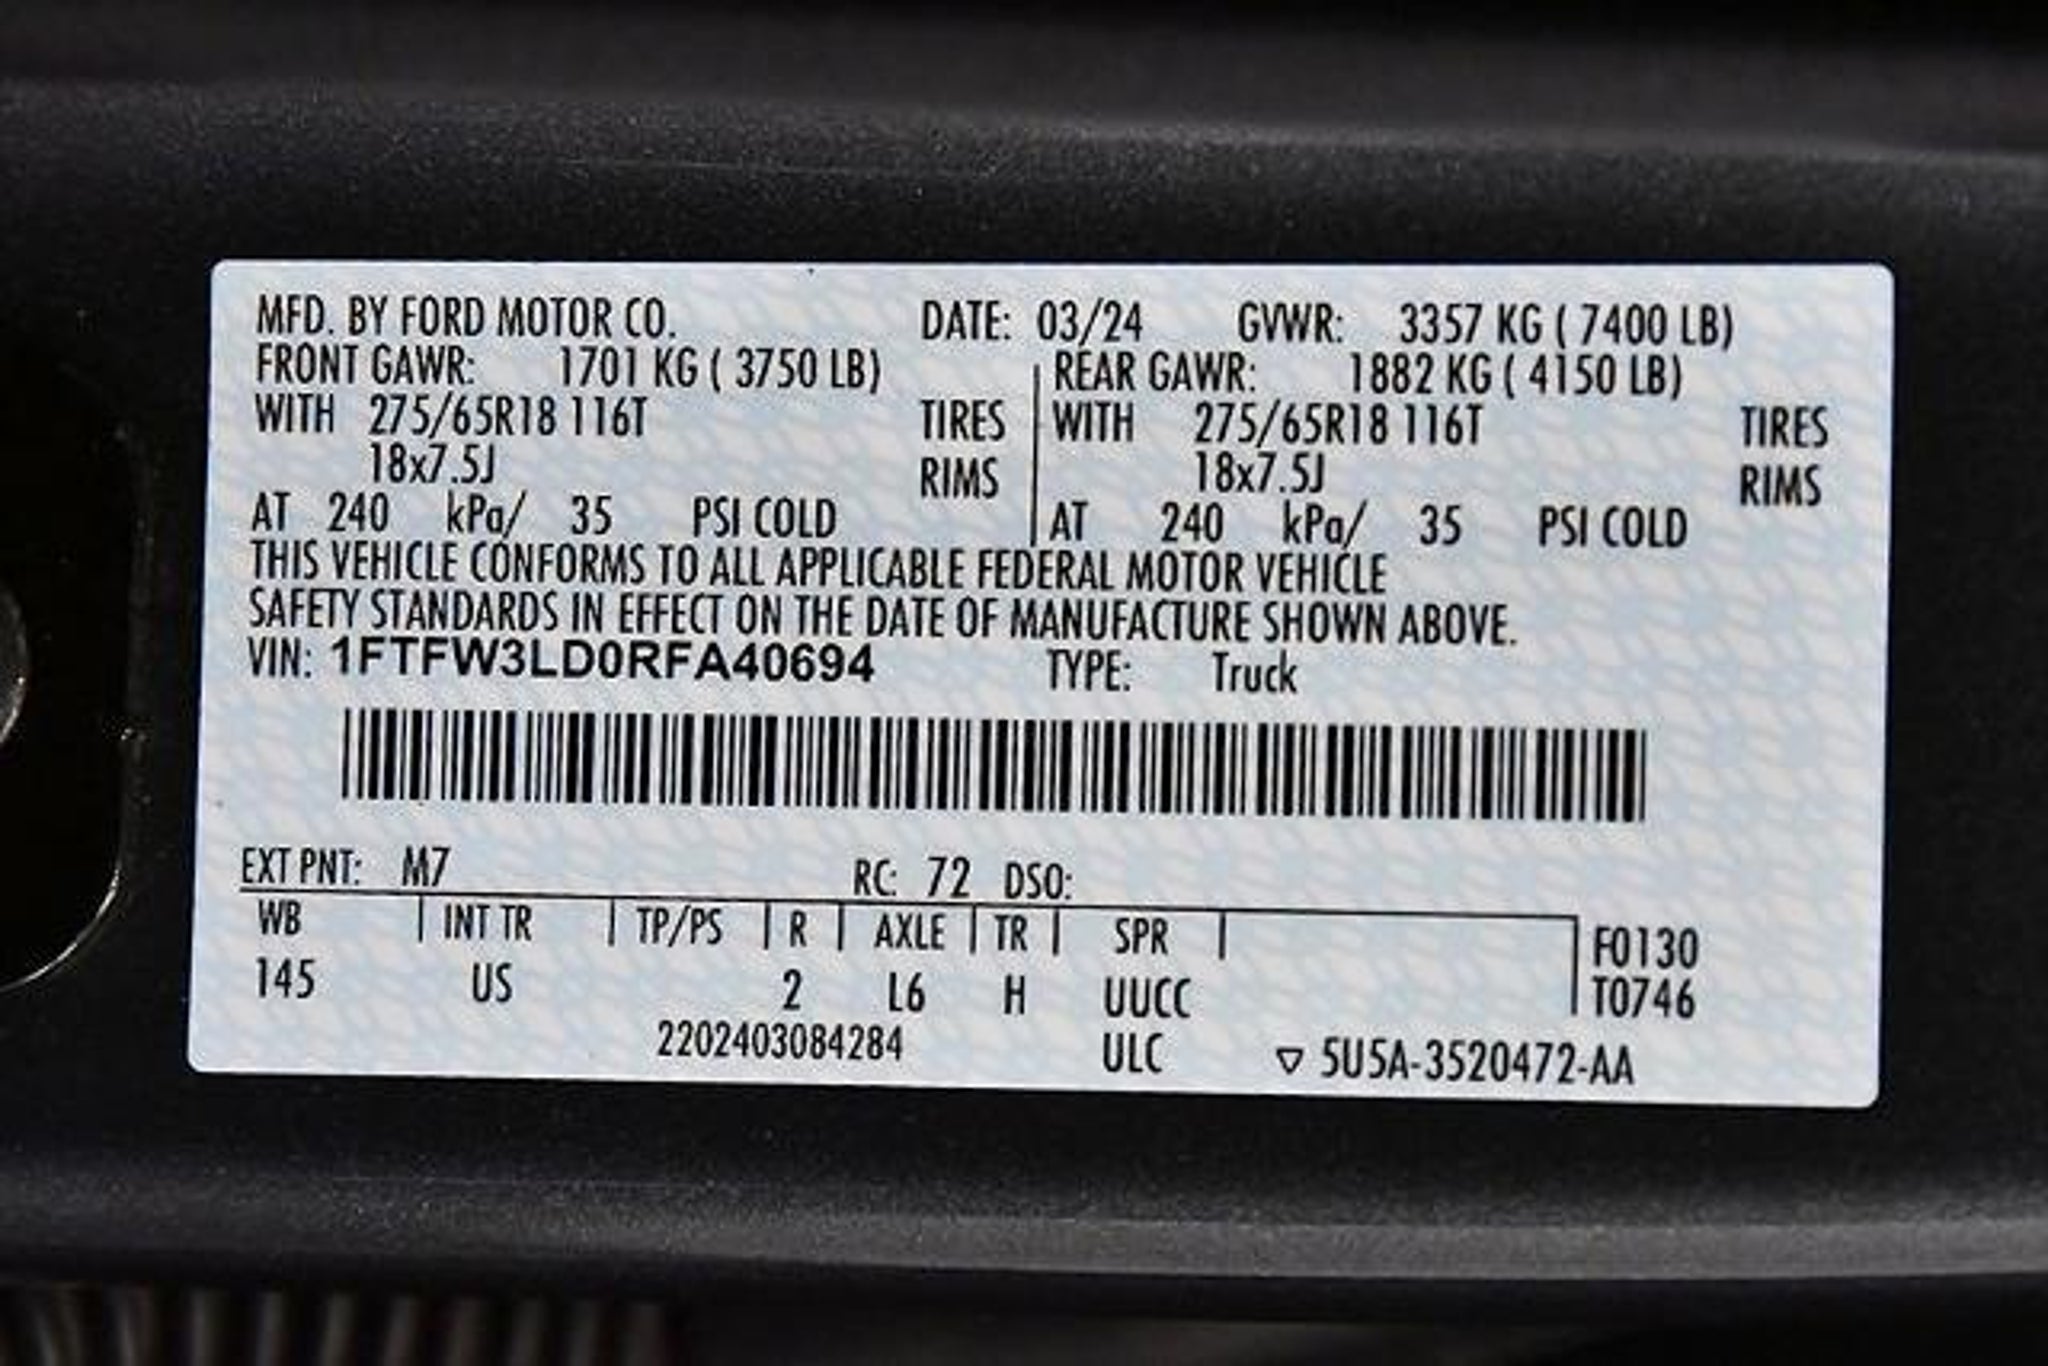 MFD. BY FORD MOTOR CO. DATE: 03/24 GVWR: 3357 KG ( 7400 LB)
FRONT GAWR: 1701 KG ( 3750 LB) REAR GAWR: 1882 KG ( 4150 LB)
WITH 275/65R18 116T TIRES WITH 275/65R18 116T TIRES
18x7.5J RIMS 18x7.5J RIMS
AT 240 kPa/ 35 PSI COLD AT 240 kPa/ 35 PSI COLD
THIS VEHICLE CONFORMS TO ALL APPLICABLE FEDERAL MOTOR VEHICLE
SAFETY STANDARDS IN EFFECT ON THE DATE OF MANUFACTURE SHOWN ABOVE.
VIN: 1FTFW3LD0RFA40694 TYPE: Truck
EXT PNT: M7 RC: 72 DSO:
WB INT TR TP/PS R AXLE TR SPR F0130
145 US 2 L6 H UUCC T0746
2202403084284 ULC ▽ 5U5A-3520472-AA